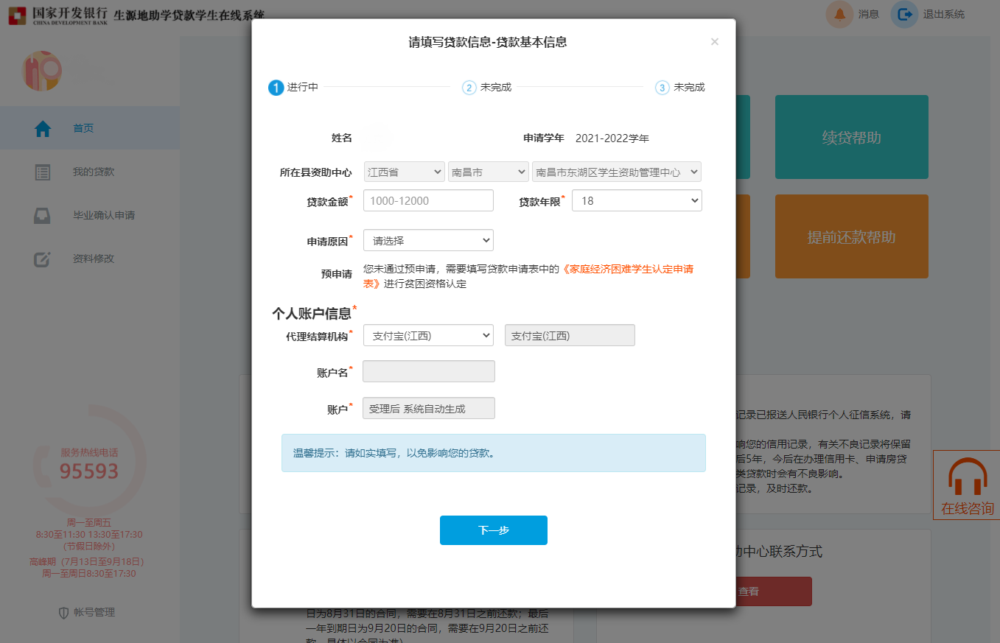 国家开发银行 生源地助学贷款学生在线系统
CHINA DEVELOPMENT BANK
消息 退出系统
首页
我的贷款
毕业确认申请
资料修改
服务热线电话
95593
周一至周五
8:30至11:30 13:30至17:30
(节假日除外)
高峰期（7月13日至9月18日）
周一至周日8:30至17:30
帐号管理
请填写贷款信息-贷款基本信息 ×
1 进行中 2 未完成 3 未完成
姓名 申请学年 2021-2022学年
所在县资助中心 江西省 南昌市 南昌市东湖区学生资助管理中心
贷款金额* 1000-12000 贷款年限* 18
申请原因* 请选择
预申请 您未通过预申请，需要填写贷款申请表中的《家庭经济困难学生认定申请
表》进行贫困资格认定
个人账户信息*
代理结算机构* 支付宝(江西) 支付宝(江西)
账户名*
账户* 受理后 系统自动生成
温馨提示：请如实填写，以免影响您的贷款。
下一步
续贷帮助
提前还款帮助
记录已报送人民银行个人征信系统，请
响您的信用记录，有关不良记录将保留
后5年，今后在办理信用卡、申请房贷
类贷款时会有不良影响。
记录，及时还款。
在线咨询
助中心联系方式
查看
日为8月31日的合同，需要在8月31日之前还款；最后
一年到期日为9月20日的合同，需要在9月20日之前还
款，具体以合同为准)